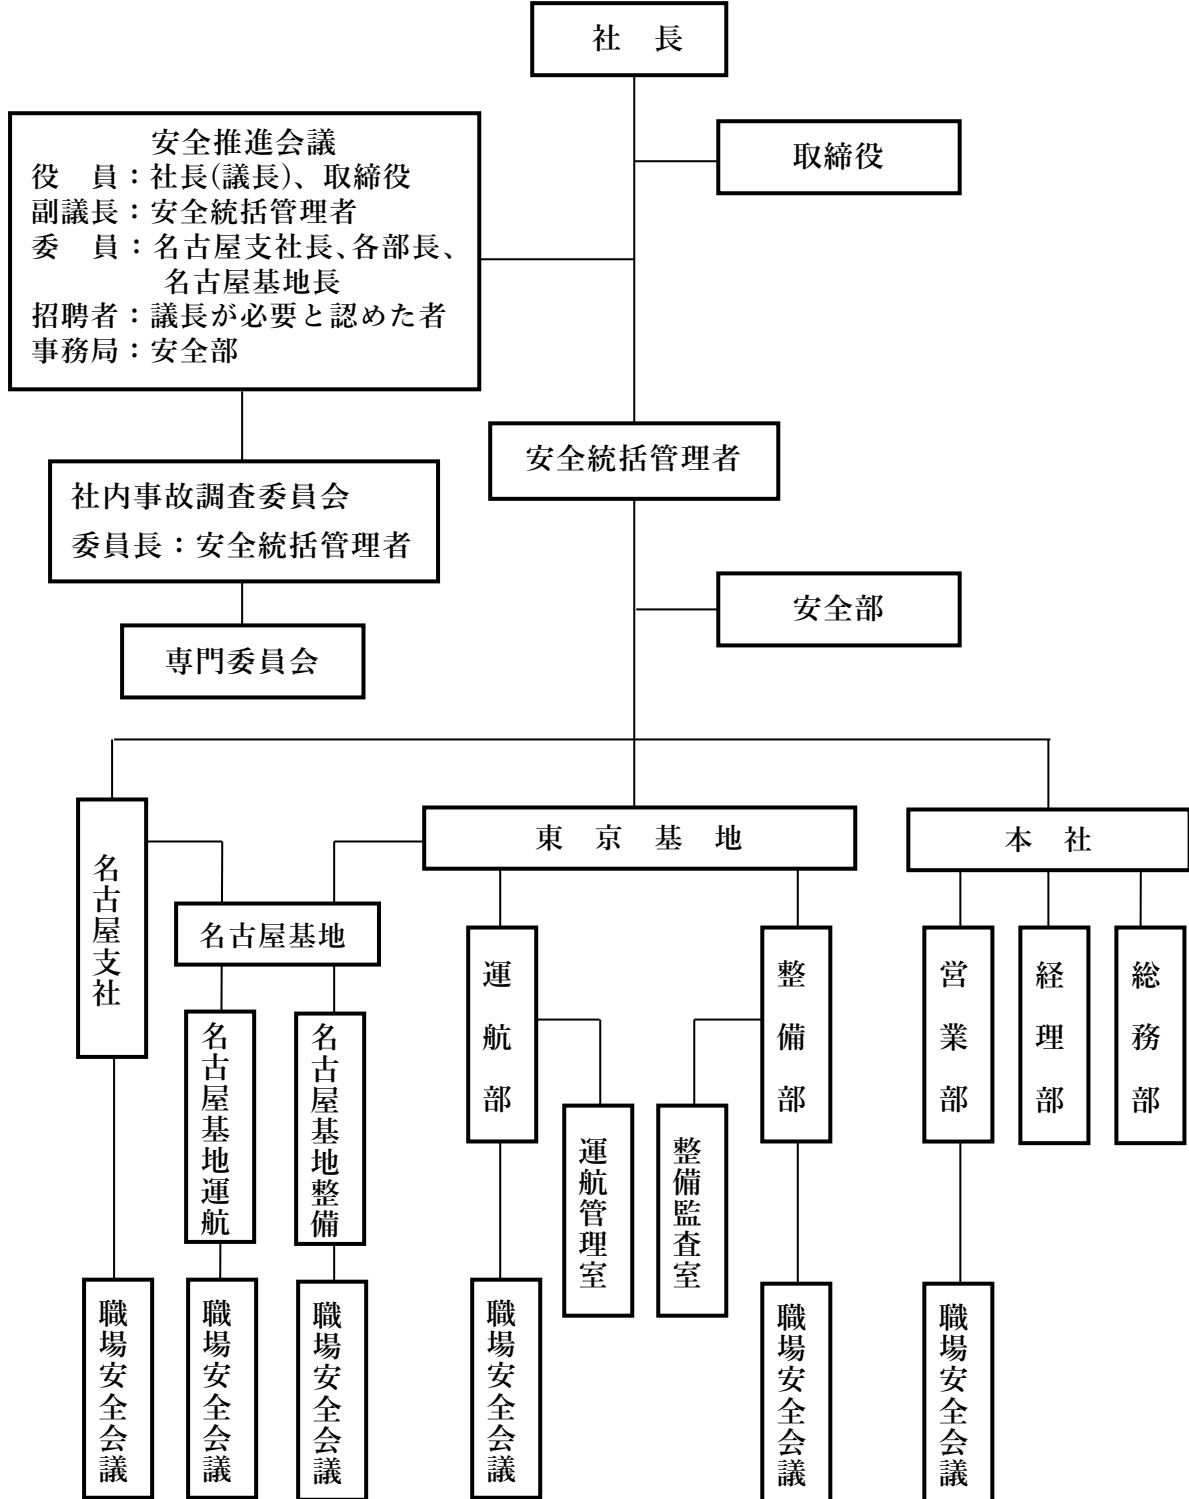 社　長
取締役
安全推進会議
役　員：社長(議長)、取締役
副議長：安全統括管理者
委　員：名古屋支社長、各部長、
名古屋基地長
招聘者：議長が必要と認めた者
事務局：安全部
安全統括管理者
社内事故調査委員会
委員長：安全統括管理者
安全部
専門委員会
名古屋支社
東　京　基　地
本　社
名古屋基地
運航部
整備部
営業部
経理部
総務部
名古屋基地運航
名古屋基地整備
運航管理室
整備監査室
職場安全会議
職場安全会議
職場安全会議
職場安全会議
職場安全会議
職場安全会議